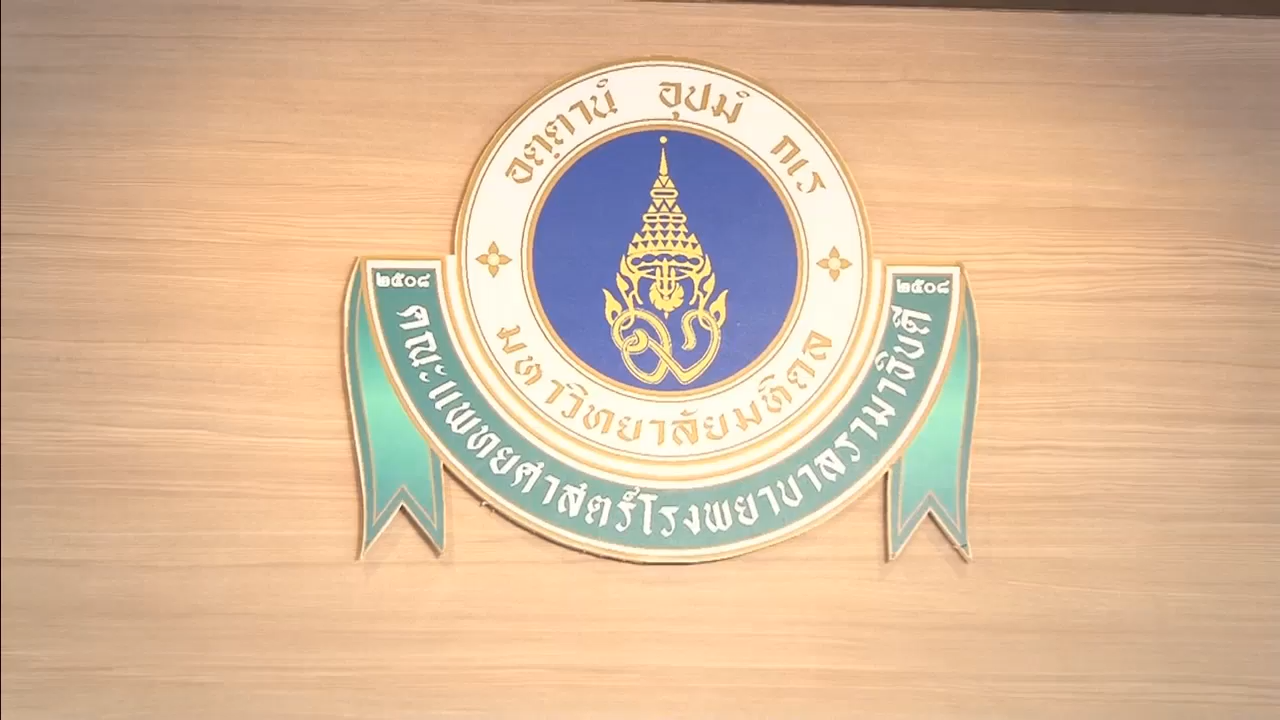 อตฺตานํ อุปมํ กเร
มหาวิทยาลัยมหิดล
๒๕๐๘
คณะแพทยศาสตร์โรงพยาบาลรามาธิบดี
๒๕๐๘